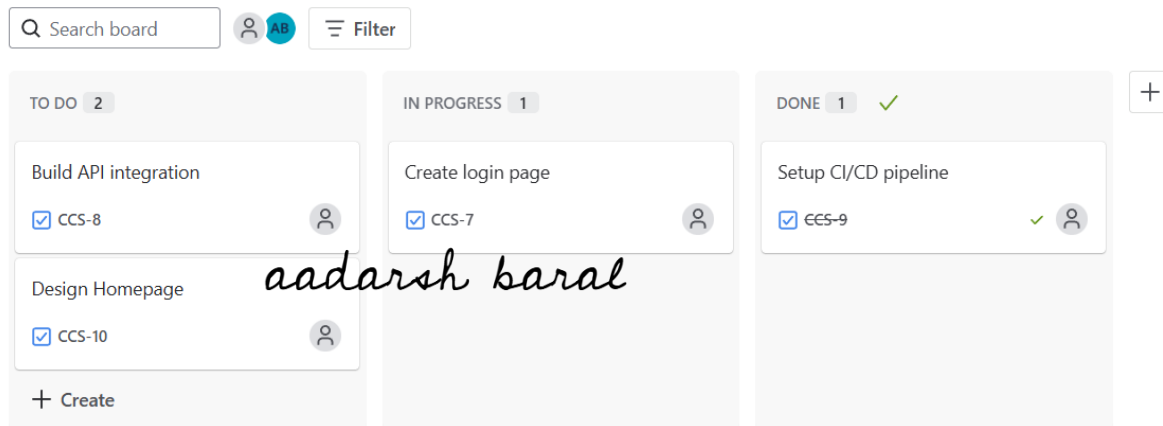 Search board AB Filter
TO DO 2
Build API integration
CCS-8
Design Homepage
CCS-10
+ Create
IN PROGRESS 1
Create login page
CCS-7
DONE 1
Setup CI/CD pipeline
CCS-9
aadarsh baral